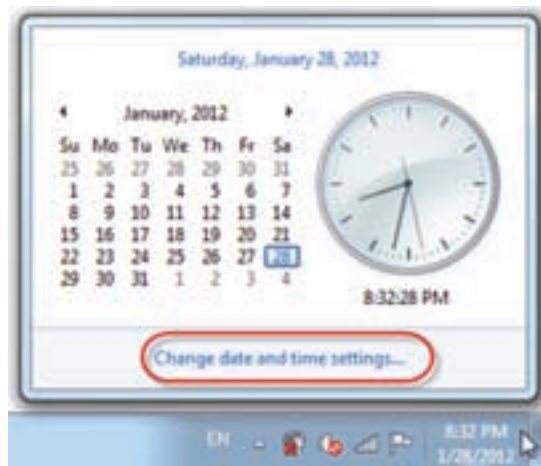 Saturday, January 28, 2012
January, 2012
Su Mo Tu We Th Fr Sa
25 26 27 28 29 30 31
1 2 3 4 5 6 7
8 9 10 11 12 13 14
15 16 17 18 19 20 21
22 23 24 25 26 27 28
29 30 31 1 2 3 4
8:32:28 PM
Change date and time settings...
EN
8:32 PM
1/28/2012